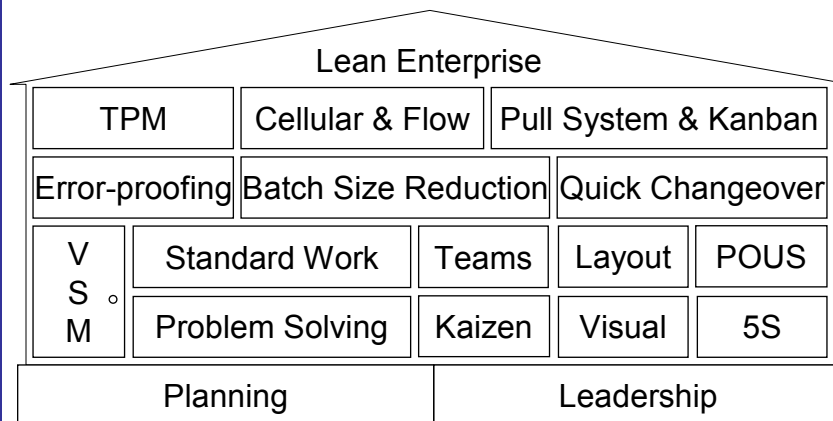 Lean Enterprise
TPM Cellular & Flow Pull System & Kanban
Error-proofing Batch Size Reduction Quick Changeover
V
S
M
Standard Work Teams Layout POUS
Problem Solving Kaizen Visual 5S
Planning Leadership